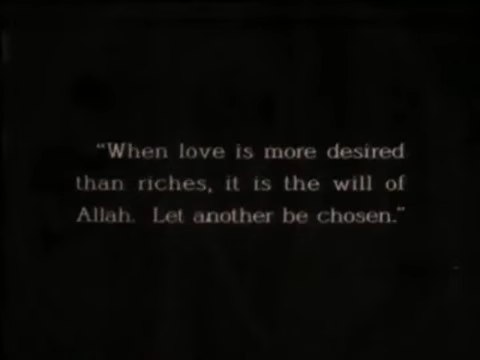 “When love is more desired
than riches, it is the will of
Allah. Let another be chosen.”